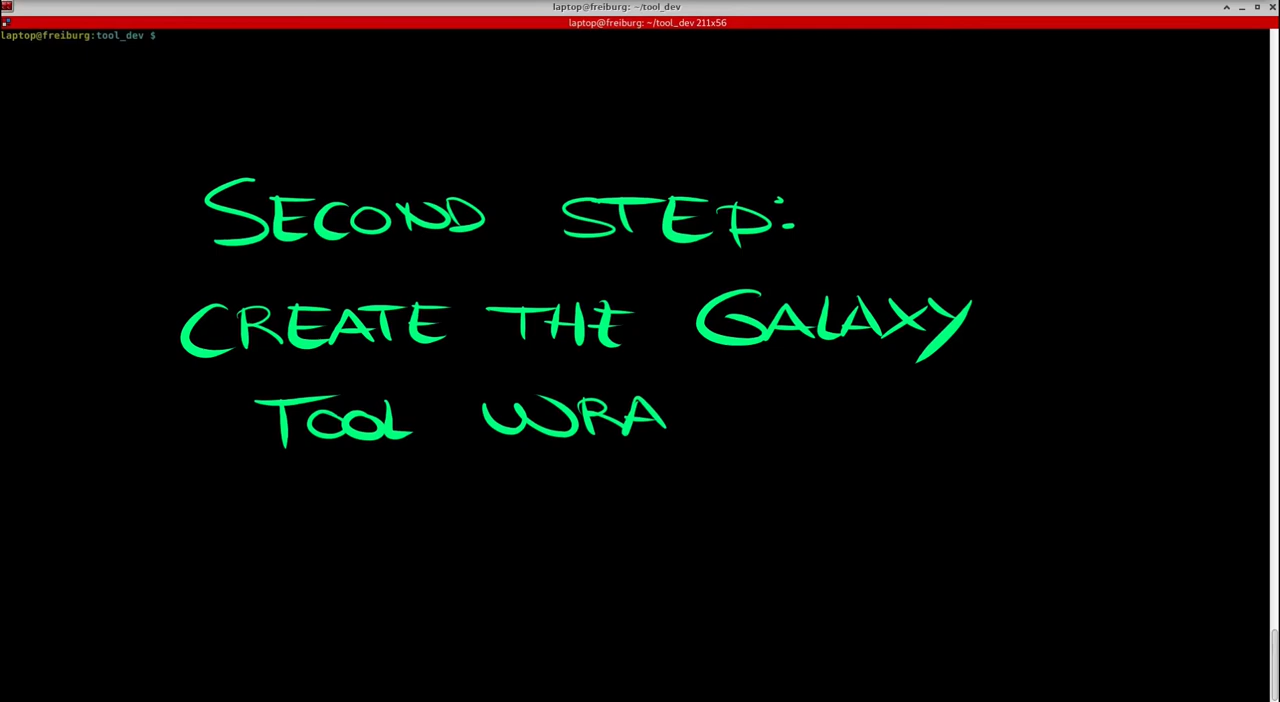 laptop@freiburg: ~/tool_dev
laptop@freiburg: ~/tool_dev 211x56
laptop@freiburg:tool_dev $
SECOND STEP:
CREATE THE GALAXY
TOOL WRA